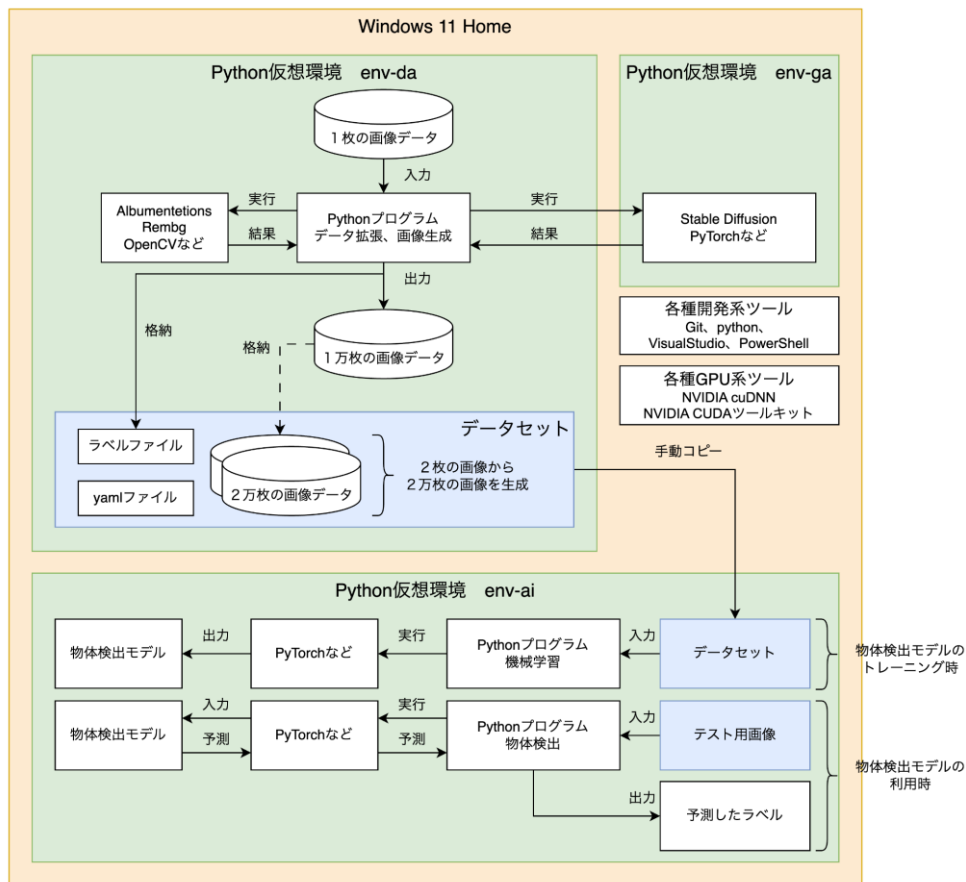 Windows 11 Home
Python仮想環境　env-da
１枚の画像データ
入力
Albumentetions
Rembg
OpenCVなど
実行
結果
Pythonプログラム
データ拡張、画像生成
実行
結果
出力
格納
１万枚の画像データ
格納
データセット
ラベルファイル
yamlファイル
２万枚の画像データ
２枚の画像から
２万枚の画像を生成
Python仮想環境　env-ga
Stable Diffusion
PyTorchなど
各種開発系ツール
Git、python、
VisualStudio、PowerShell
各種GPU系ツール
NVIDIA cuDNN
NVIDIA CUDAツールキット
手動コピー
Python仮想環境　env-ai
物体検出モデル
出力
PyTorchなど
実行
Pythonプログラム
機械学習
入力
データセット
物体検出モデルの
トレーニング時
物体検出モデル
入力
予測
PyTorchなど
実行
予測
Pythonプログラム
物体検出
入力
テスト用画像
出力
予測したラベル
物体検出モデルの
利用時